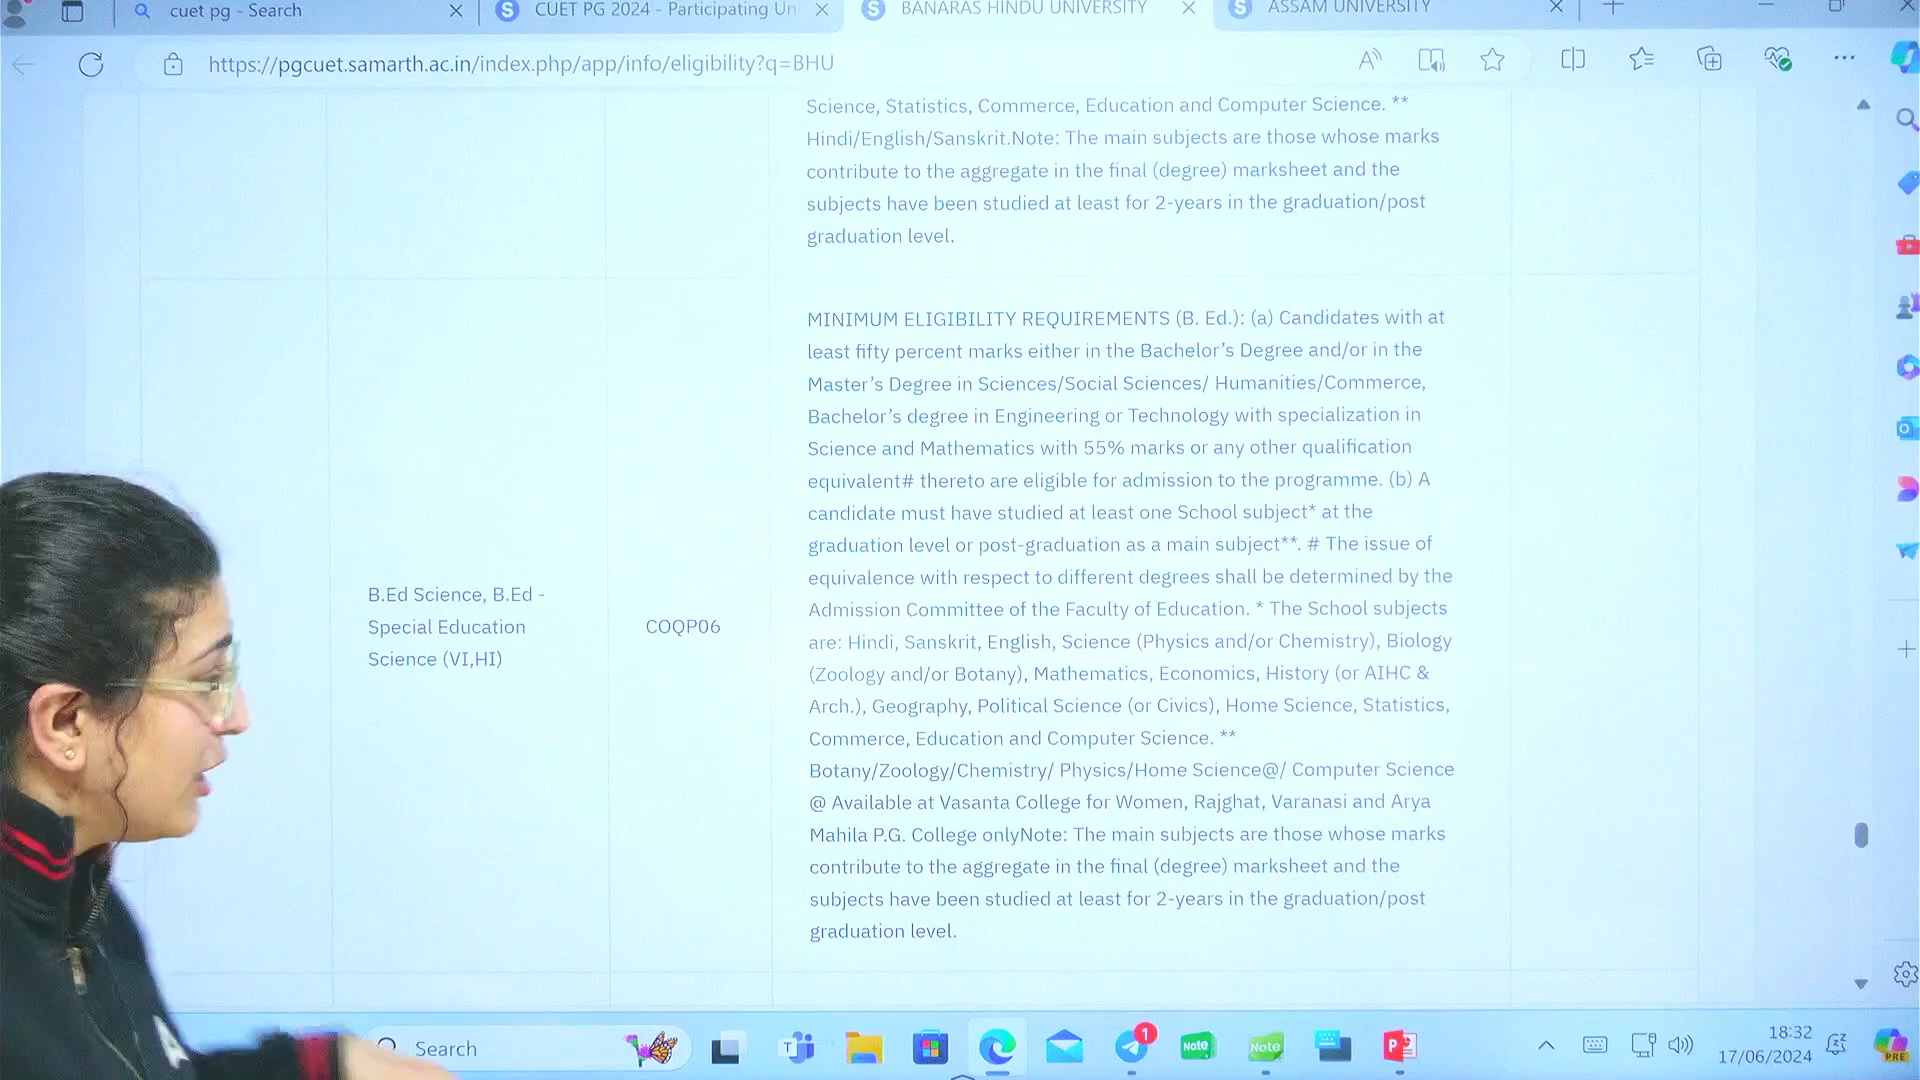 cuet pg - Search
CUET PG 2024 - Participating Un
BANARAS HINDU UNIVERSITY
ASSAM UNIVERSITY
https://pgcuet.samarth.ac.in/index.php/app/info/eligibility?q=BHU
Science, Statistics, Commerce, Education and Computer Science. **
Hindi/English/Sanskrit.Note: The main subjects are those whose marks
contribute to the aggregate in the final (degree) marksheet and the
subjects have been studied at least for 2-years in the graduation/post
graduation level.
B.Ed Science, B.Ed -
Special Education
Science (VI,HI)
COQP06
MINIMUM ELIGIBILITY REQUIREMENTS (B. Ed.): (a) Candidates with at
least fifty percent marks either in the Bachelor’s Degree and/or in the
Master’s Degree in Sciences/Social Sciences/ Humanities/Commerce,
Bachelor’s degree in Engineering or Technology with specialization in
Science and Mathematics with 55% marks or any other qualification
equivalent# thereto are eligible for admission to the programme. (b) A
candidate must have studied at least one School subject* at the
graduation level or post-graduation as a main subject**. # The issue of
equivalence with respect to different degrees shall be determined by the
Admission Committee of the Faculty of Education. * The School subjects
are: Hindi, Sanskrit, English, Science (Physics and/or Chemistry), Biology
(Zoology and/or Botany), Mathematics, Economics, History (or AIHC &
Arch.), Geography, Political Science (or Civics), Home Science, Statistics,
Commerce, Education and Computer Science. **
Botany/Zoology/Chemistry/ Physics/Home Science@/ Computer Science
@ Available at Vasanta College for Women, Rajghat, Varanasi and Arya
Mahila P.G. College onlyNote: The main subjects are those whose marks
contribute to the aggregate in the final (degree) marksheet and the
subjects have been studied at least for 2-years in the graduation/post
graduation level.
Search
1
Note
Note
18:32
17/06/2024
PRE